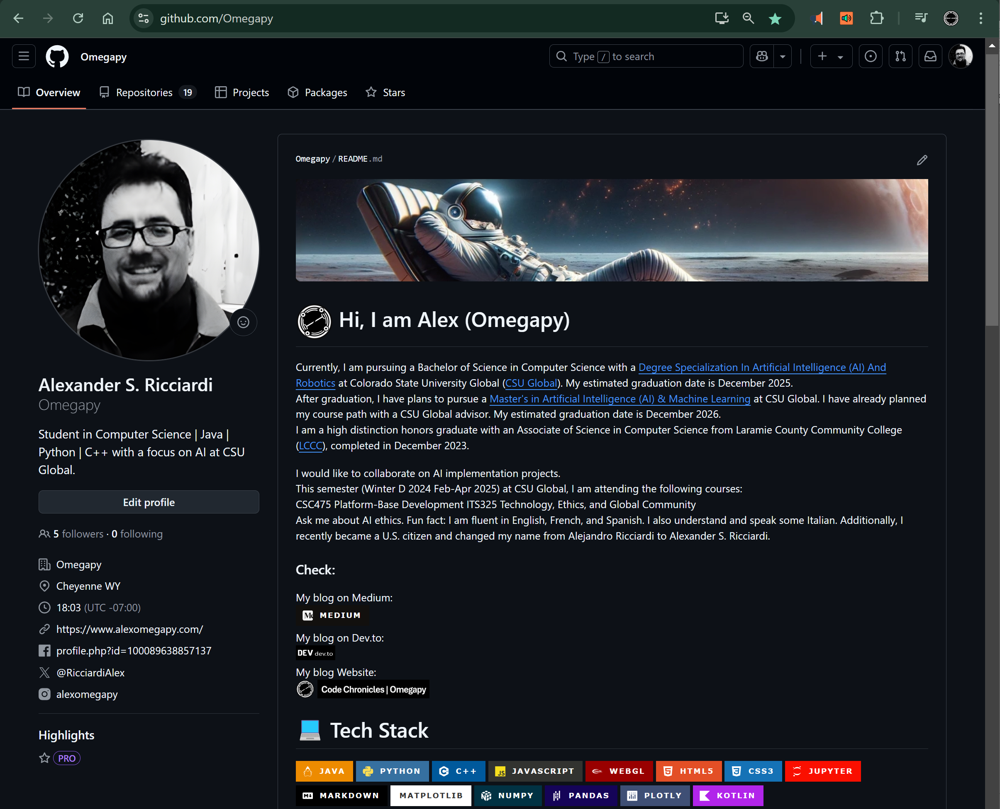 github.com/Omegapy
Omegapy
Type / to search
Overview
Repositories 19
Projects
Packages
Stars
Alexander S. Ricciardi
Omegapy
Student in Computer Science | Java |
Python | C++ with a focus on AI at CSU
Global.
Edit profile
5 followers · 0 following
Omegapy
Cheyenne WY
18:03 (UTC -07:00)
https://www.alexomegapy.com/
profile.php?id=100089638857137
@RicciardiAlex
alexomegapy
Highlights
PRO
Omegapy / README.md
Hi, I am Alex (Omegapy)
Currently, I am pursuing a Bachelor of Science in Computer Science with a Degree Specialization In Artificial Intelligence (AI) And
Robotics at Colorado State University Global (CSU Global). My estimated graduation date is December 2025.
After graduation, I have plans to pursue a Master's in Artificial Intelligence (AI) & Machine Learning at CSU Global. I have already planned
my course path with a CSU Global advisor. My estimated graduation date is December 2026.
I am a high distinction honors graduate with an Associate of Science in Computer Science from Laramie County Community College
(LCCC), completed in December 2023.
I would like to collaborate on AI implementation projects.
This semester (Winter D 2024 Feb-Apr 2025) at CSU Global, I am attending the following courses:
CSC475 Platform-Base Development ITS325 Technology, Ethics, and Global Community
Ask me about AI ethics. Fun fact: I am fluent in English, French, and Spanish. I also understand and speak some Italian. Additionally, I
recently became a U.S. citizen and changed my name from Alejandro Ricciardi to Alexander S. Ricciardi.
Check:
My blog on Medium:
MEDIUM
My blog on Dev.to:
DEV dev.to
My blog Website:
Code Chronicles | Omegapy
Tech Stack
JAVA PYTHON C++ JS JAVASCRIPT WEBGL HTML5 CSS3 JUPYTER
MARKDOWN MATPLOTLIB NUMPY PANDAS PLOTLY KOTLIN